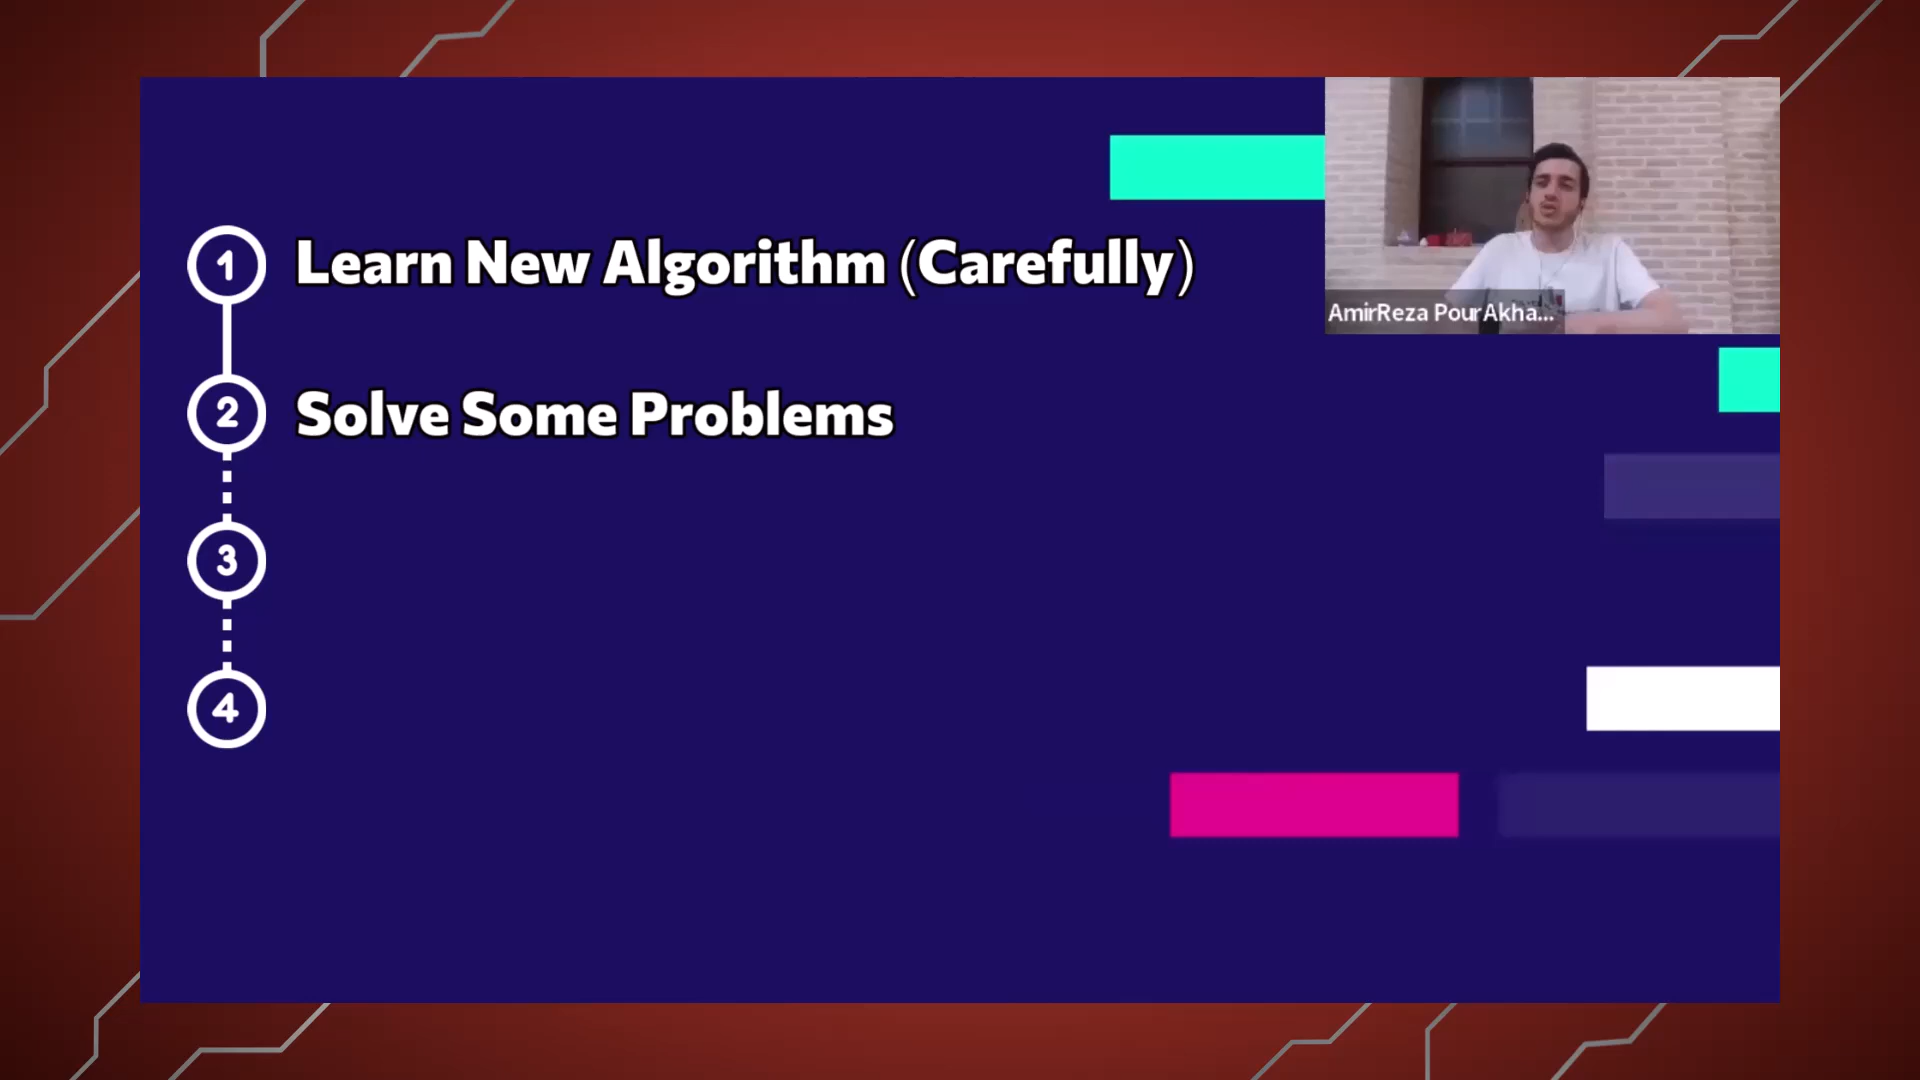 1 Learn New Algorithm (Carefully)
2 Solve Some Problems
3
4
AmirReza PourAkha...